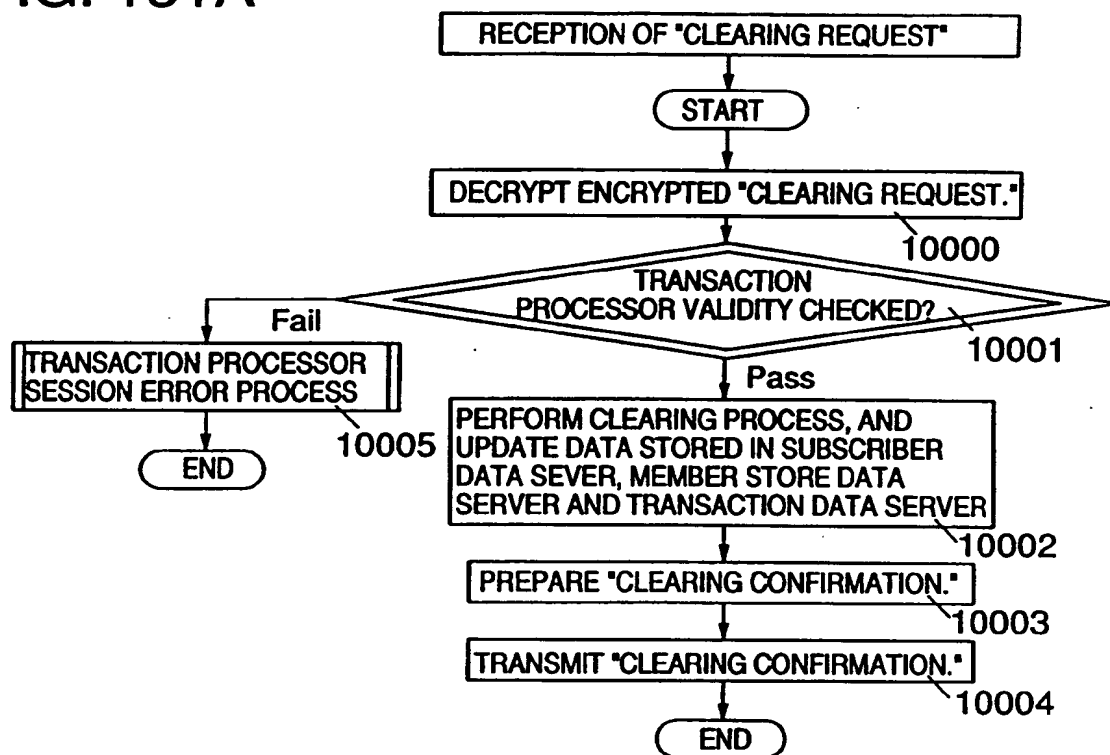 RECEPTION OF "CLEARING REQUEST"
START
DECRYPT ENCRYPTED "CLEARING REQUEST."
10000
TRANSACTION
PROCESSOR VALIDITY CHECKED?
10001
Fail
TRANSACTION PROCESSOR
SESSION ERROR PROCESS
10005
END
Pass
PERFORM CLEARING PROCESS, AND
UPDATE DATA STORED IN SUBSCRIBER
DATA SEVER, MEMBER STORE DATA
SERVER AND TRANSACTION DATA SERVER
10002
PREPARE "CLEARING CONFIRMATION."
10003
TRANSMIT "CLEARING CONFIRMATION."
10004
END